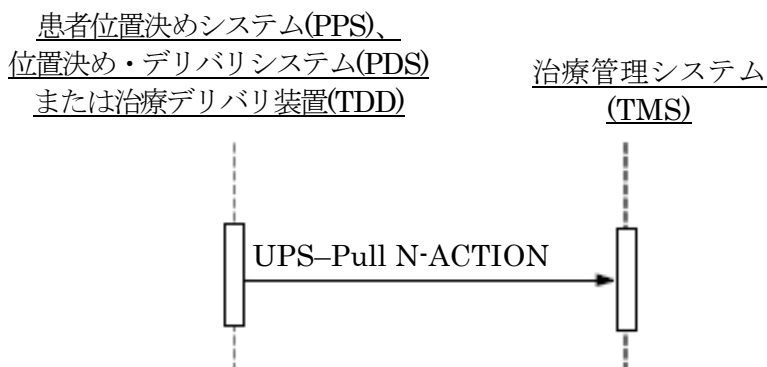 患者位置決めシステム(PPS)、
位置決め・デリバリシステム(PDS)
または治療デリバリ装置(TDD)
治療管理システム
(TMS)
UPS–Pull N-ACTION